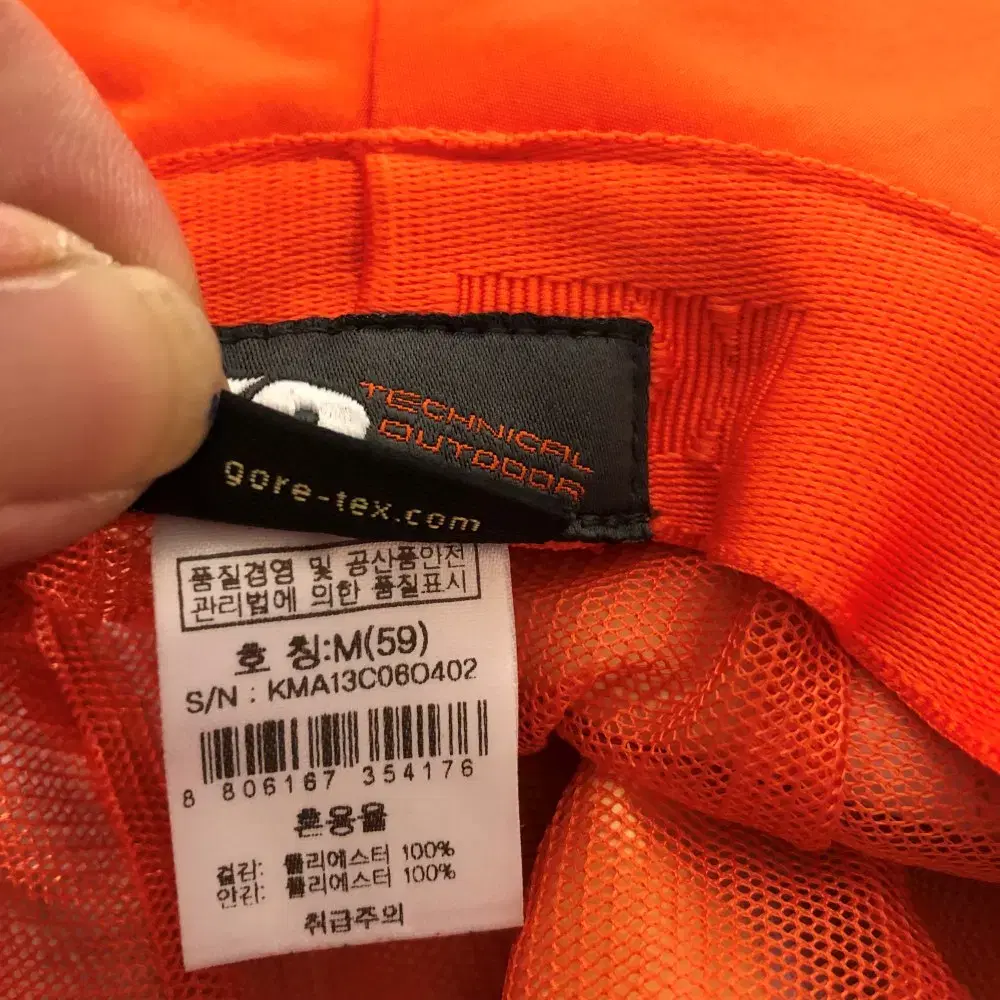 TECHNICAL
OUTDOOR
gore-tex.com
품질경영 및 공산품안전
관리법에 의한 품질표시
호 칭:M(59)
S/N : KMA13C06O402
8 806167 354176
혼용율
겉감: 폴리에스터 100%
안감: 폴리에스터 100%
취급주의